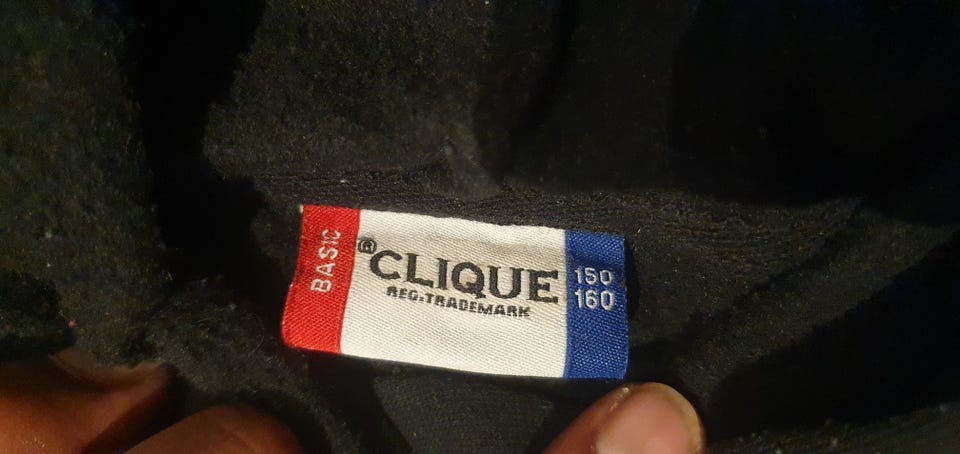 BASIC
®CLIQUE
REG.TRADEMARK
150
160